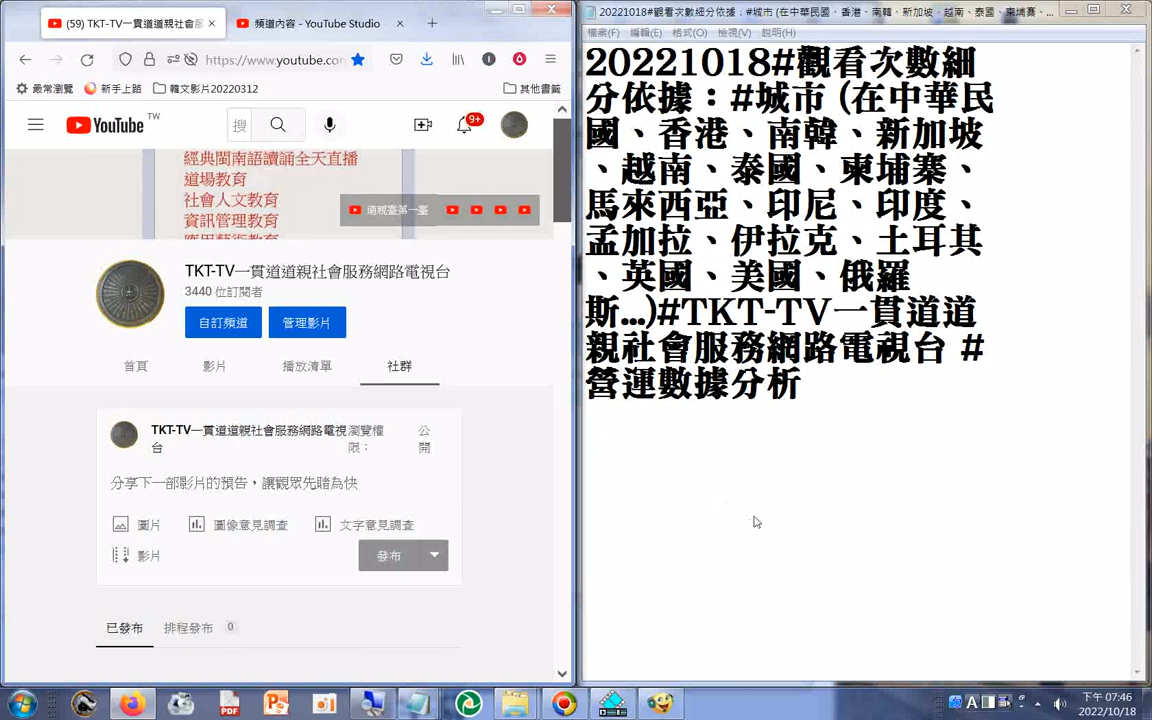 (59) TKT-TV一貫道道親社會服
頻道內容 - YouTube Studio
https://www.youtube.com
最常瀏覽
新手上路
韓文影片20220312
其他書籤
YouTube TW
搜
9+
經典閩南語讀誦全天直播
道場教育
社會人文教育
資訊管理教育
道親臺第一臺
TKT-TV一貫道道親社會服務網路電視台
3440 位訂閱者
自訂頻道
管理影片
首頁
影片
播放清單
社群
TKT-TV一貫道道親社會服務網路電視
台
瀏覽權
限：
公
開
分享下一部影片的預告，讓觀眾先睹為快
圖片
圖像意見調查
文字意見調查
影片
發布
已發布
排程發布 0
20221018#觀看次數細分依據：#城市 (在中華民國、香港、南韓、新加坡、越南、泰國、柬埔寨、...
檔案(F) 編輯(E) 格式(O) 檢視(V) 說明(H)
20221018#觀看次數細
分依據：#城市 (在中華民
國、香港、南韓、新加坡
、越南、泰國、柬埔寨、
馬來西亞、印尼、印度、
孟加拉、伊拉克、土耳其
、英國、美國、俄羅
斯...)#TKT-TV一貫道道
親社會服務網路電視台 #
營運數據分析
PDF
A
下午 07:46
2022/10/18